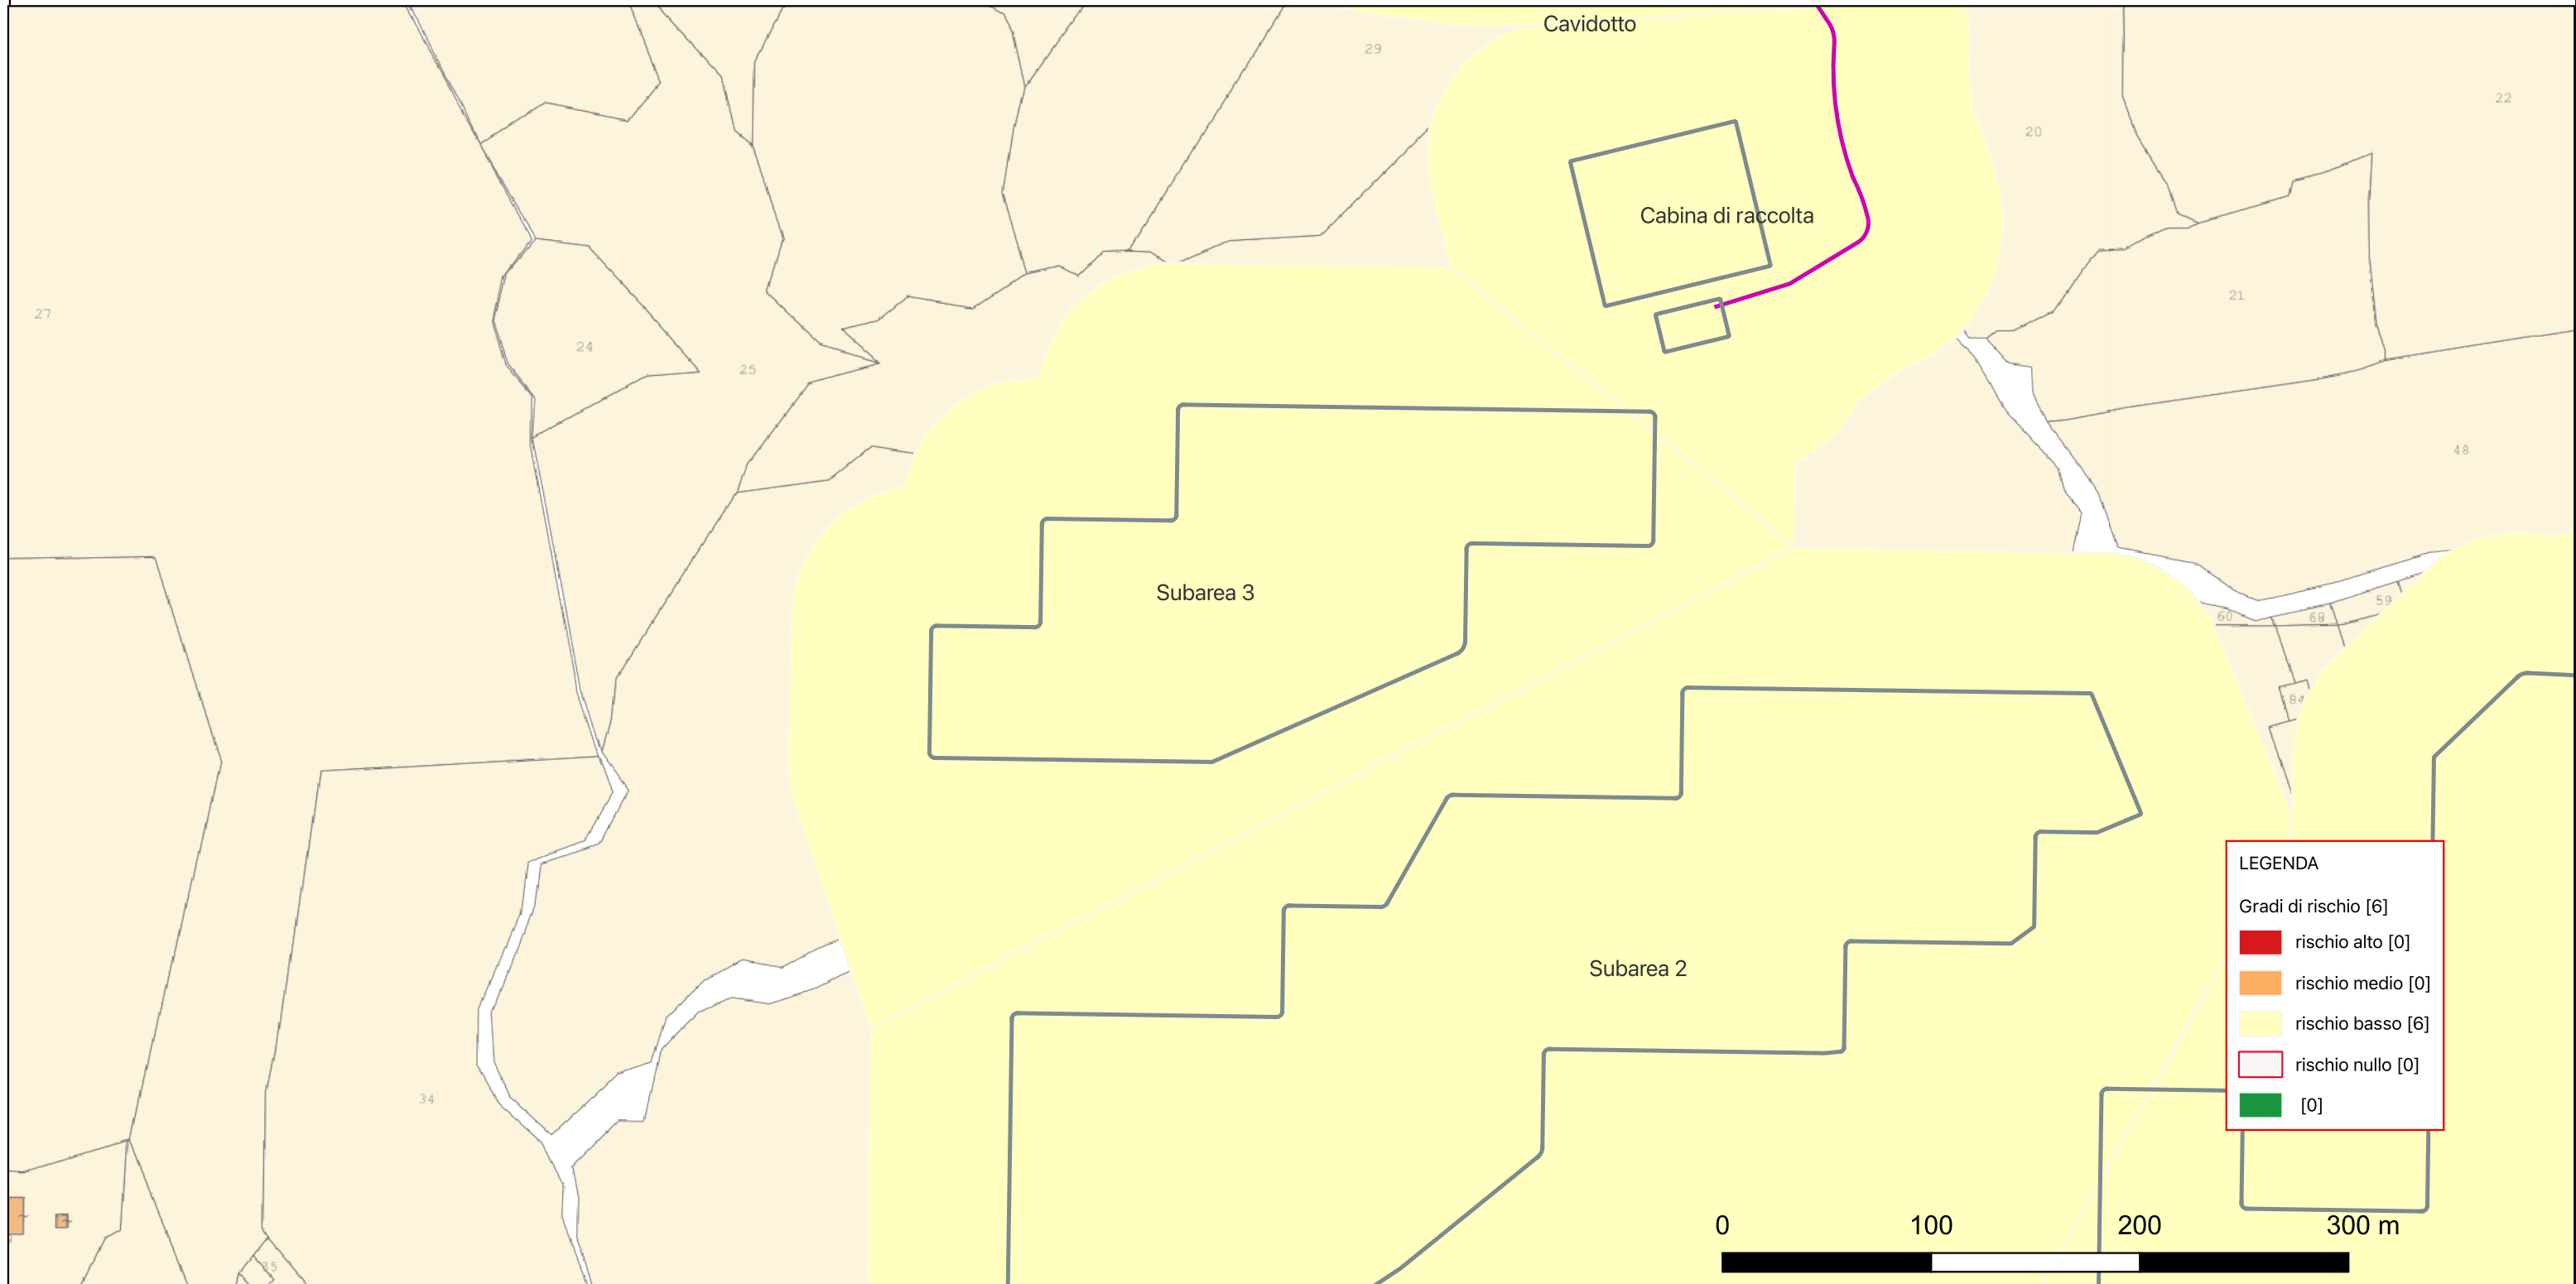 Cavidotto
29
22
20
Cabina di raccolta
21
27
24
25
48
Subarea 3
59
60
68
84
LEGENDA
Gradi di rischio [6]
rischio alto [0]
rischio medio [0]
rischio basso [6]
rischio nullo [0]
[0]
Subarea 2
34
0 100 200 300 m
35